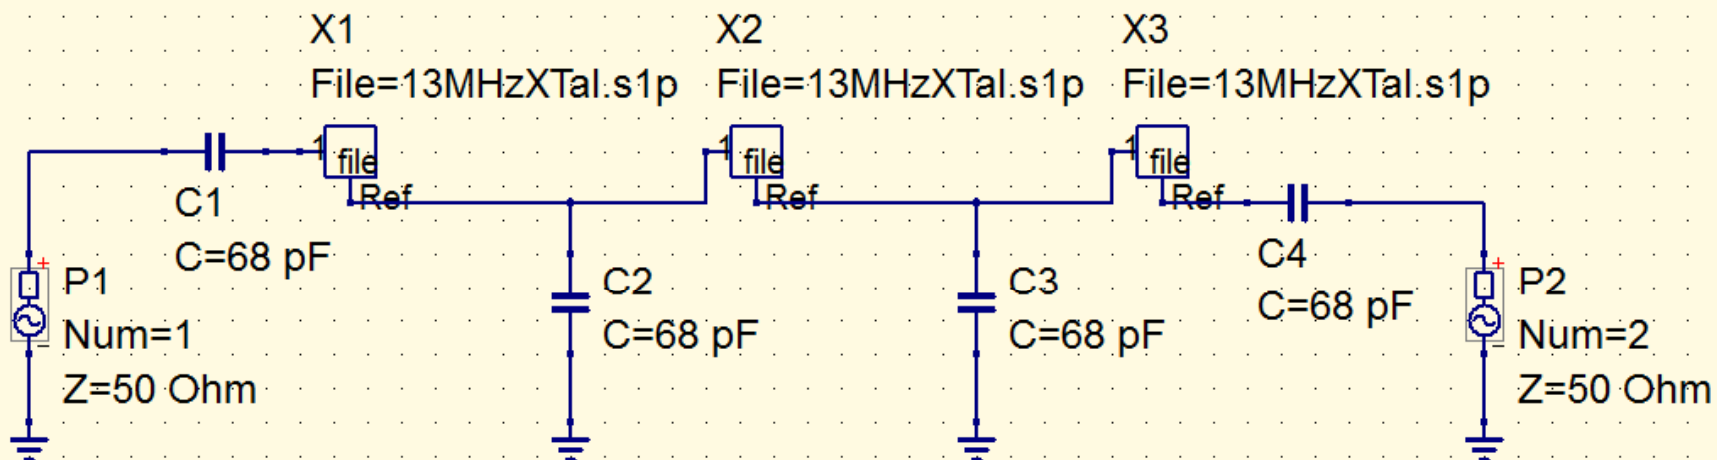 X1
File=13MHzXTal.s1p
X2
File=13MHzXTal.s1p
X3
File=13MHzXTal.s1p
1
file
Ref
1
file
Ref
1
file
Ref
C1
C=68 pF
C2
C=68 pF
C3
C=68 pF
C4
C=68 pF
+
P1
-
Num=1
Z=50 Ohm
+
P2
-
Num=2
Z=50 Ohm